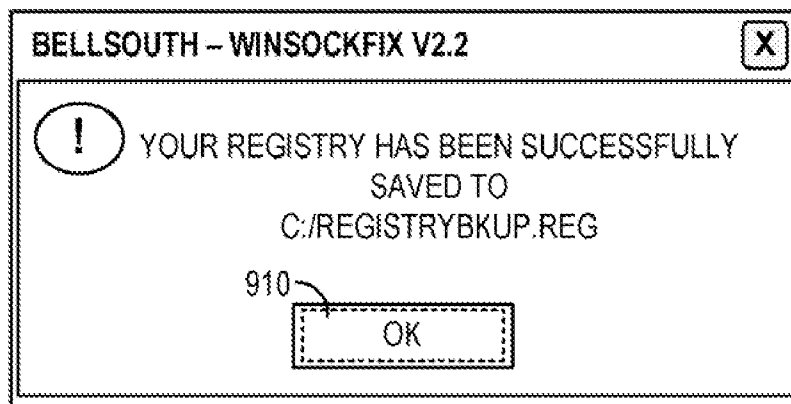 BELLSOUTH – WINSOCKFIX V2.2
X
!
YOUR REGISTRY HAS BEEN SUCCESSFULLY
SAVED TO
C:/REGISTRYBKUP.REG
910
OK